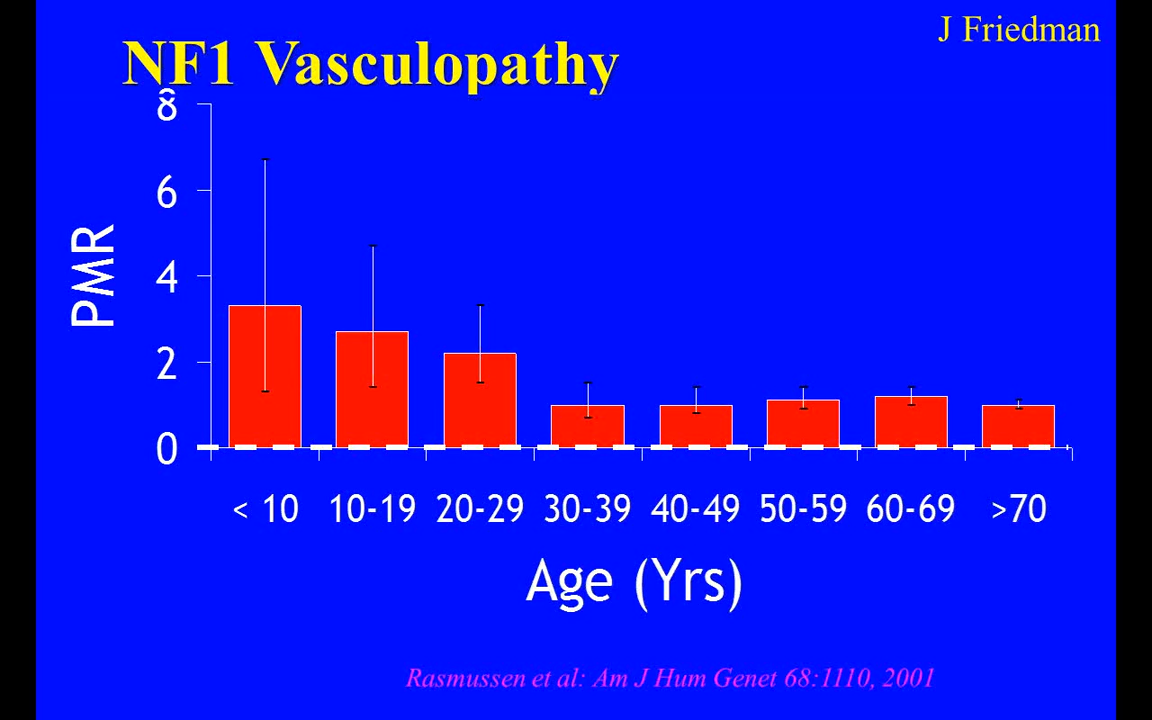 J Friedman
NF1 Vasculopathy
8
6
4
2
0
PMR
< 10 10-19 20-29 30-39 40-49 50-59 60-69 >70
Age (Yrs)
Rasmussen et al: Am J Hum Genet 68:1110, 2001